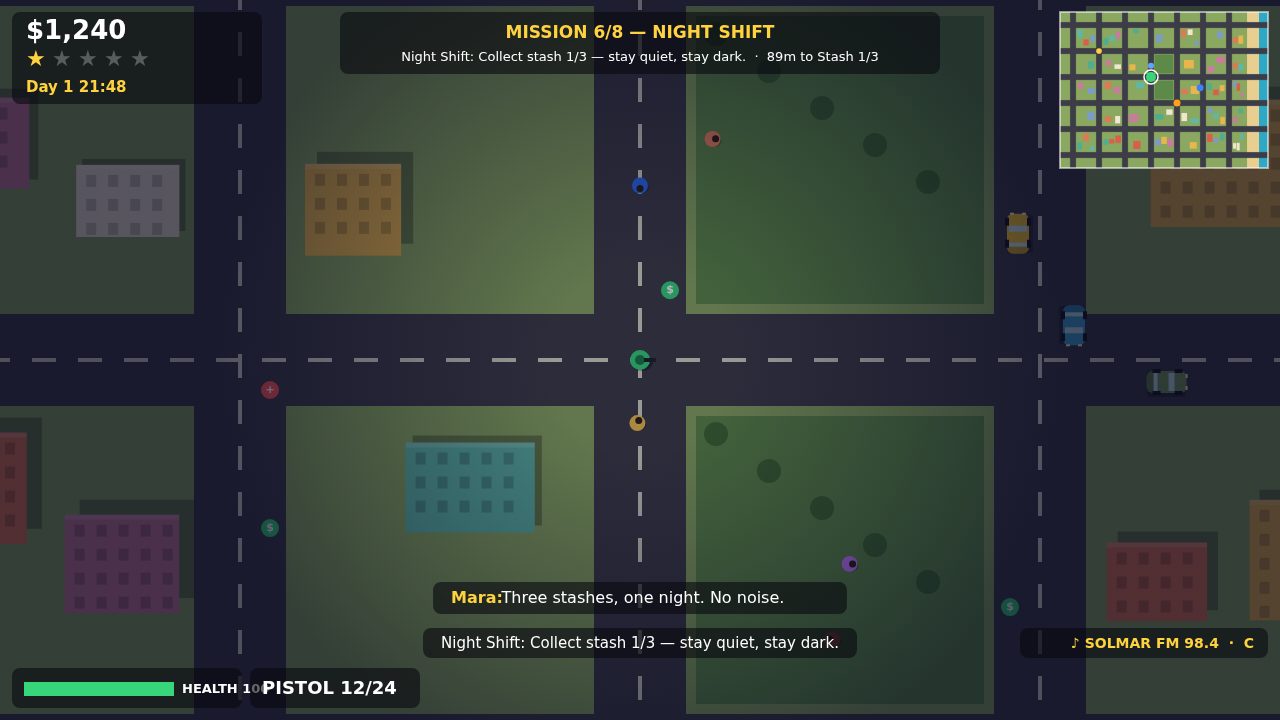 $1,240
★★★★★
Day 1 21:48
MISSION 6/8 — NIGHT SHIFT
Night Shift: Collect stash 1/3 — stay quiet, stay dark. · 89m to Stash 1/3
$
+
$
$
Mara:Three stashes, one night. No noise.
Night Shift: Collect stash 1/3 — stay quiet, stay dark.
♪ SOLMAR FM 98.4 · C
HEALTH 100
PISTOL 12/24